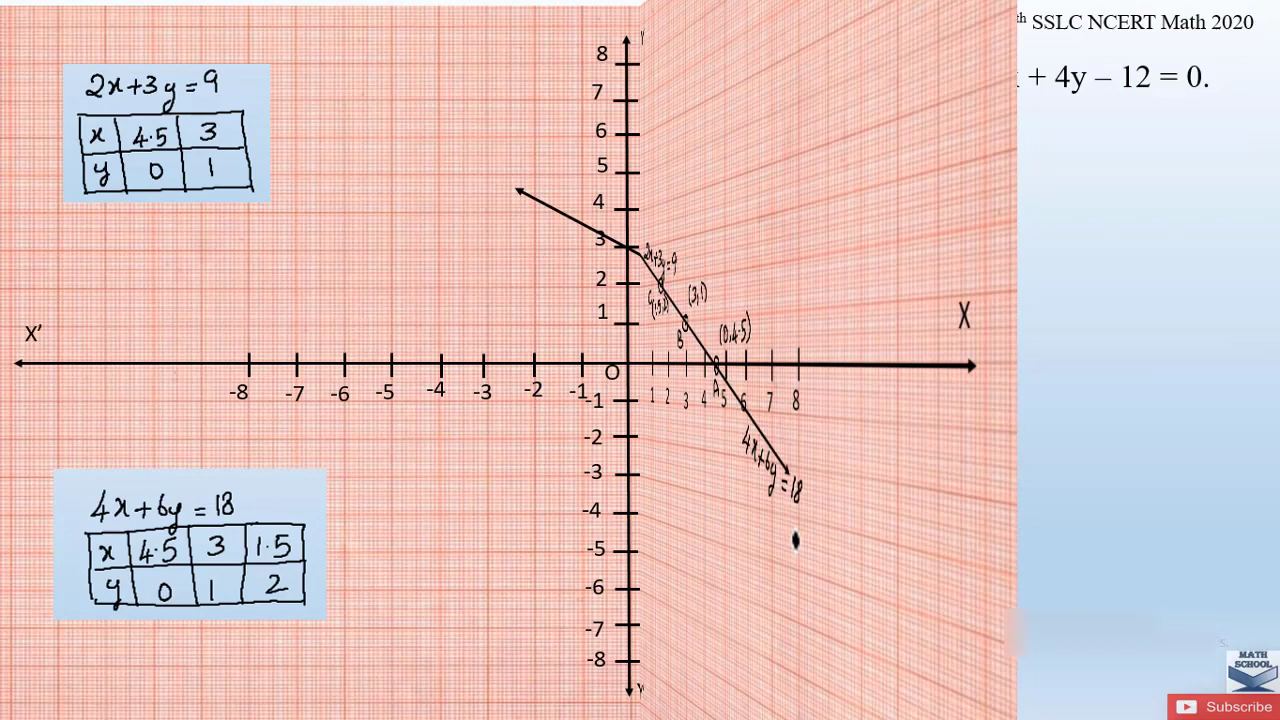 th SSLC NCERT Math 2020
+ 4y – 12 = 0.
2x+3y=9
x 4.5 3
y 0 1
8
7
6
5
4
3
2
1
2x+3y=9
(3,1)
B
(0,4.5)
A
X'
X
O
-8 -7 -6 -5 -4 -3 -2 -1
1 2 3 4 5 6 7 8
-1
-2
-3
-4
-5
-6
-7
-8
4x+6y=18
4x+6y=18
x 4.5 3 1.5
y 0 1 2
MATH
SCHOOL
Subscribe